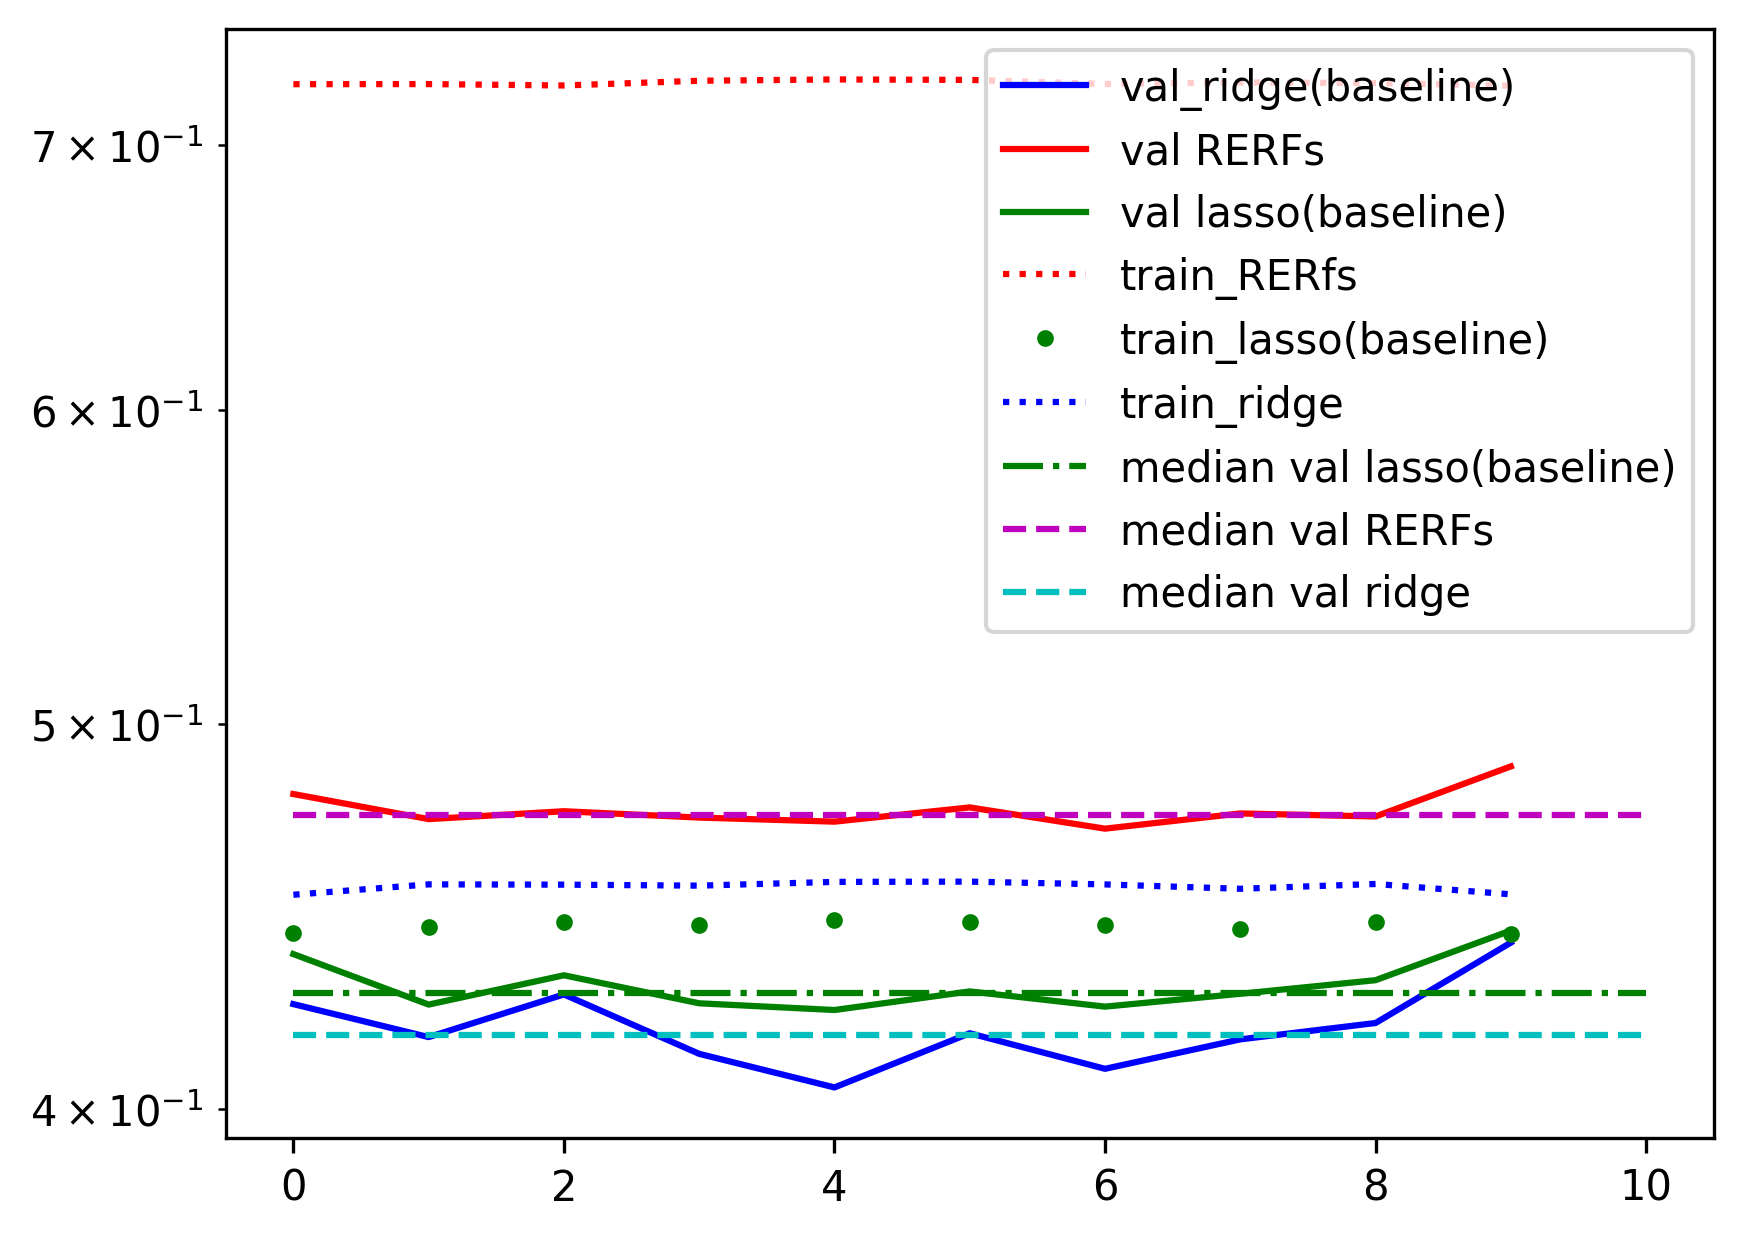 val_ridge(baseline)
val RERFs
val lasso(baseline)
train_RERfs
train_lasso(baseline)
train_ridge
median val lasso(baseline)
median val RERFs
median val ridge
7 × 10⁻¹
6 × 10⁻¹
5 × 10⁻¹
4 × 10⁻¹
0 2 4 6 8 10